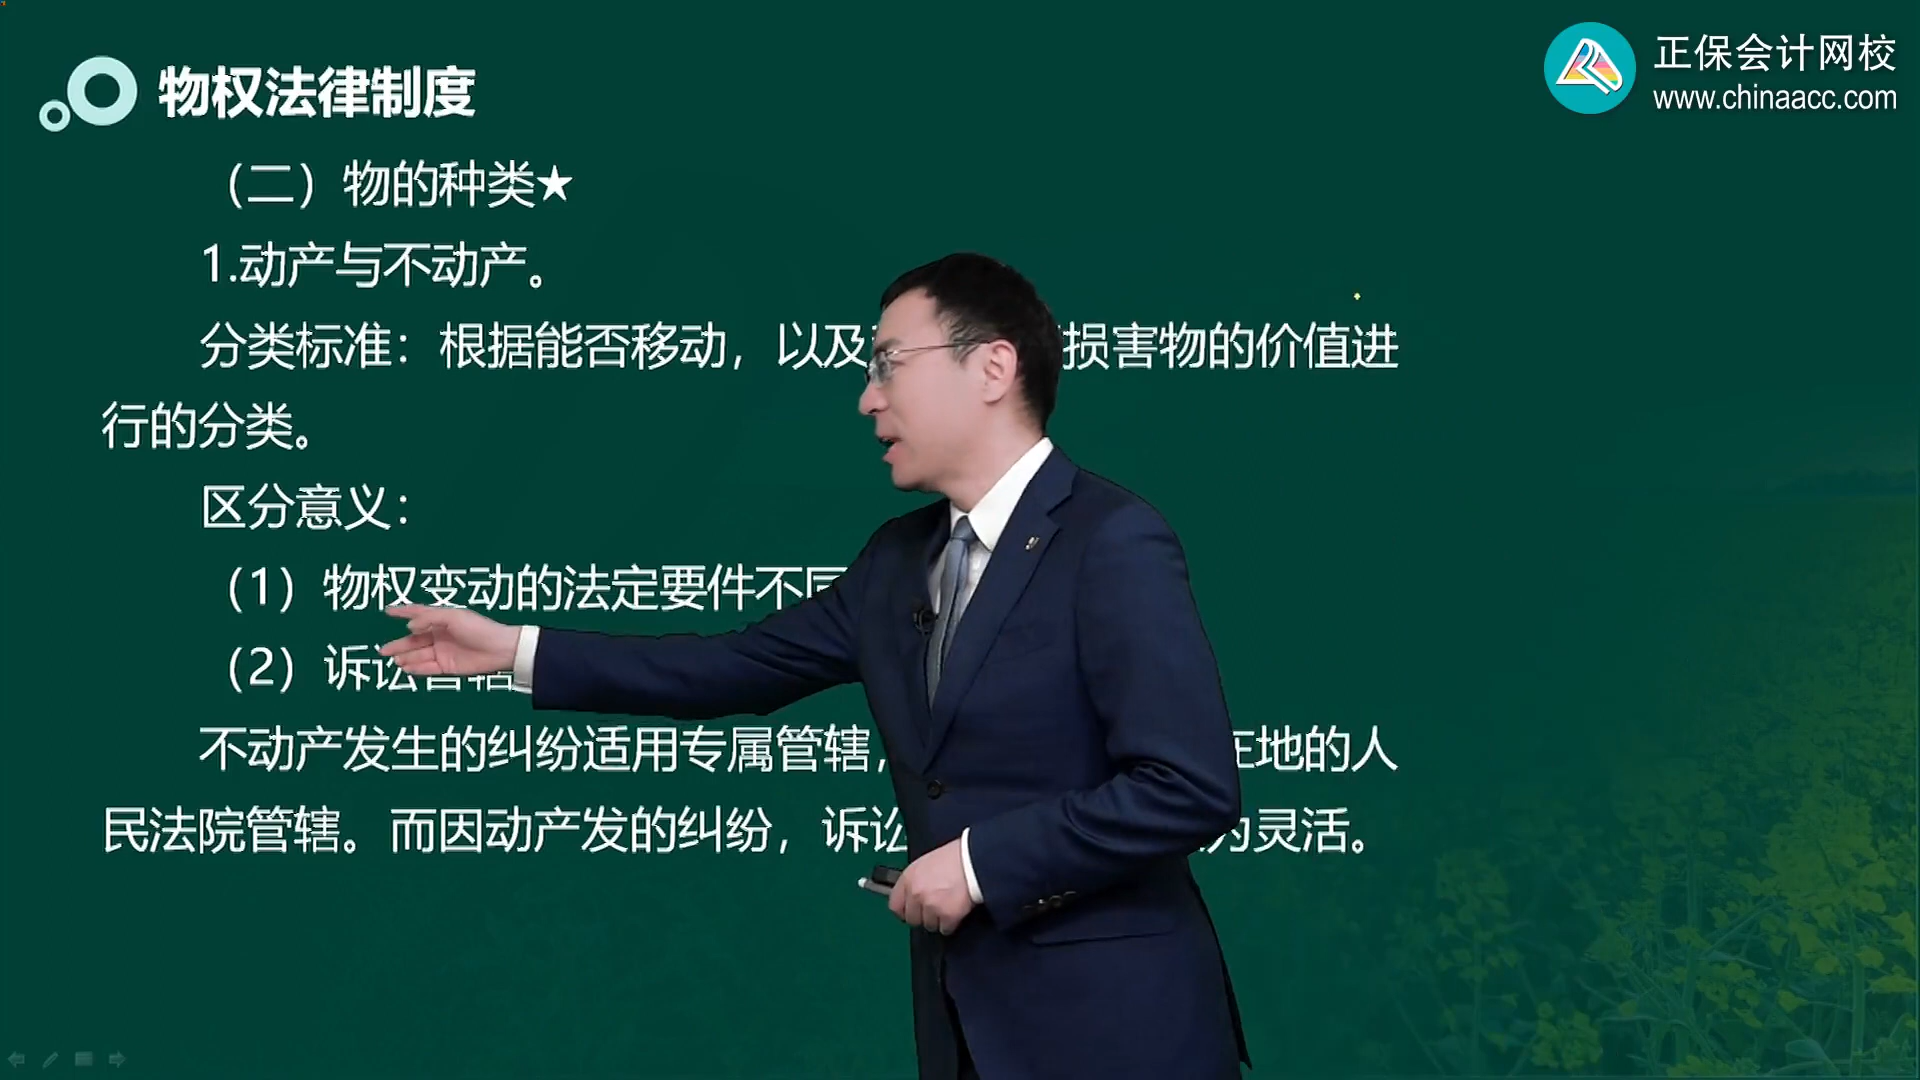 正保会计网校
www.chinaacc.com
物权法律制度
（二）物的种类★
1.动产与不动产。
分类标准：根据能否移动，以及 损害物的价值进
行的分类。
区分意义：
（1）物权变动的法定要件不同
（2）诉讼管辖
不动产发生的纠纷适用专属管辖， 在地的人
民法院管辖。而因动产发的纠纷，诉讼 为灵活。